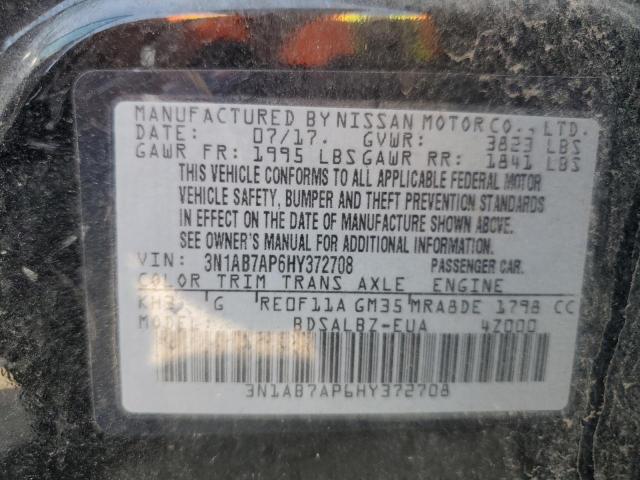 MANUFACTURED BY NISSAN MOTOR CO., LTD.
DATE: 07/17. GVWR: 3823 LBS
GAWR FR: 1995 LBS GAWR RR: 1841 LBS
THIS VEHICLE CONFORMS TO ALL APPLICABLE FEDERAL MOTOR
VEHICLE SAFETY, BUMPER AND THEFT PREVENTION STANDARDS
IN EFFECT ON THE DATE OF MANUFACTURE SHOWN ABOVE.
SEE OWNER'S MANUAL FOR ADDITIONAL INFORMATION.
VIN: 3N1AB7AP6HY372708 PASSENGER CAR.
COLOR TRIM TRANS AXLE ENGINE
G RE0F11A GM35 MRA8DE 1798 CC
MODEL: BDSALBZ-EUA 4Z000
3N1AB7AP6HY372708